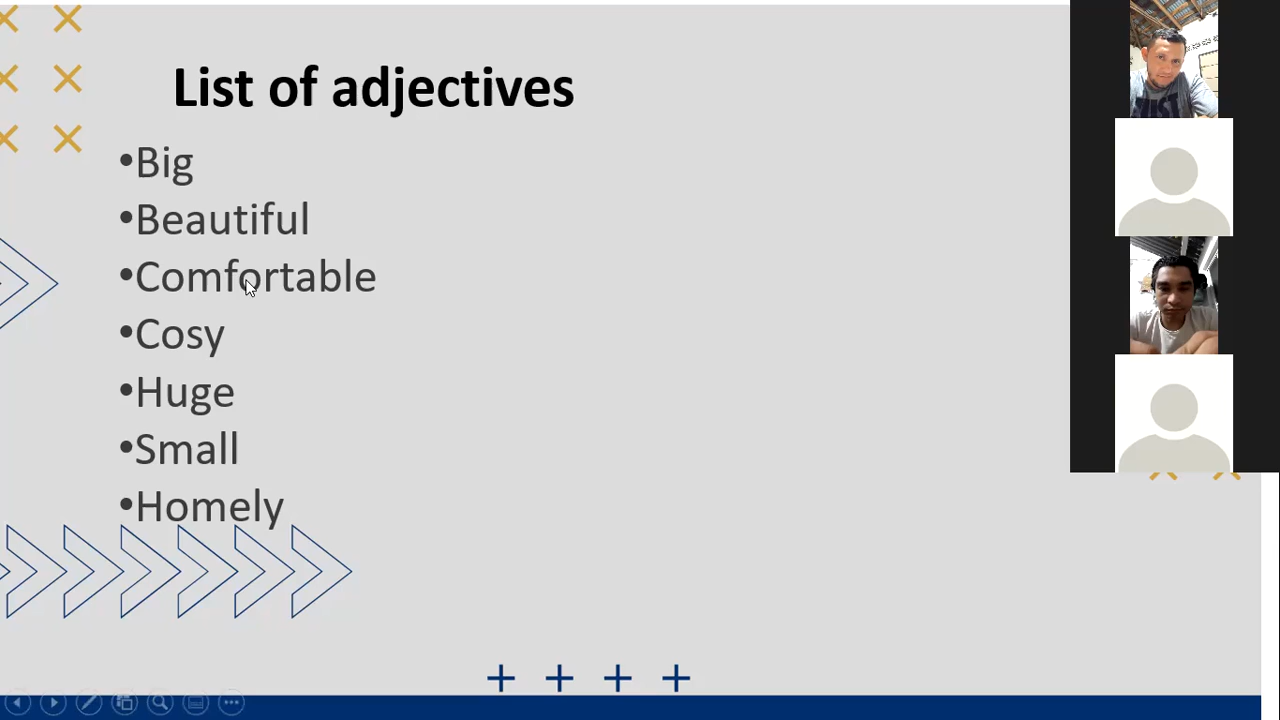 List of adjectives
•Big
•Beautiful
•Comfortable
•Cosy
•Huge
•Small
•Homely